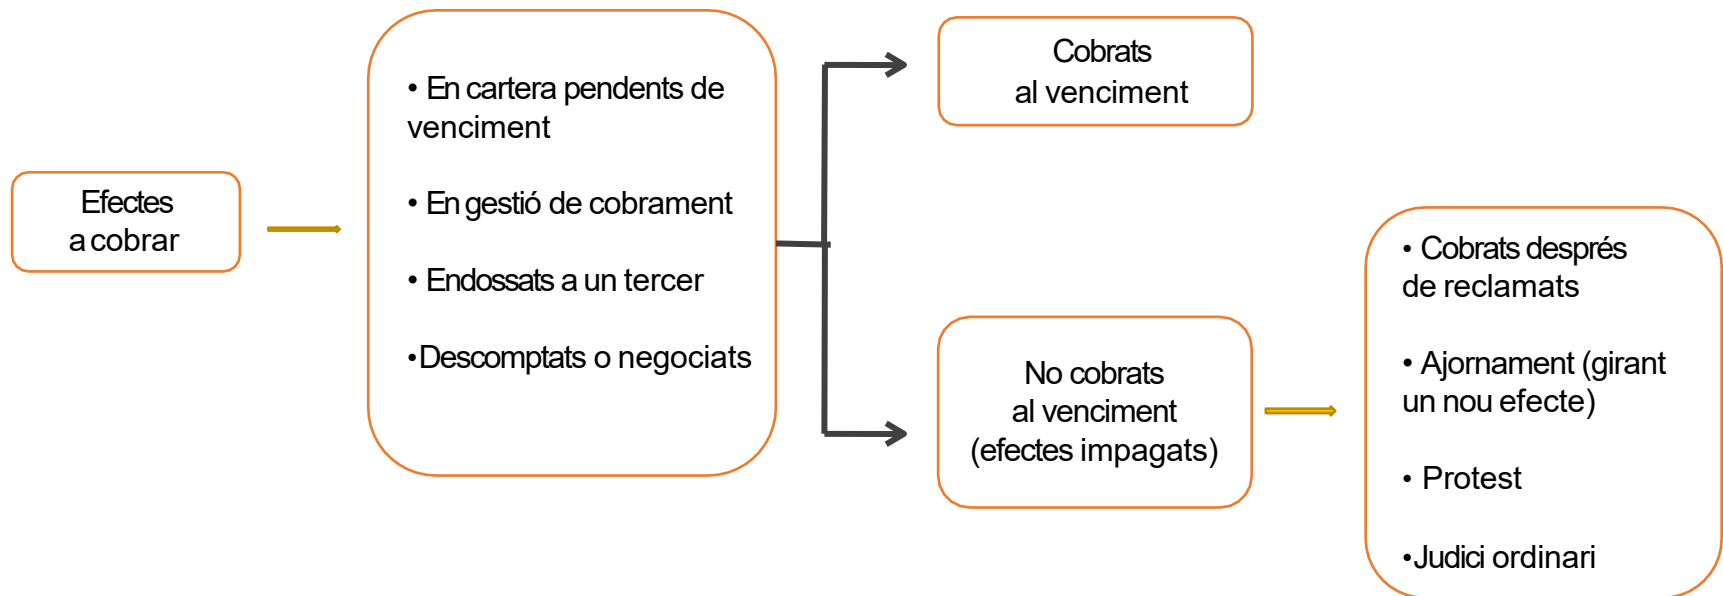 Efectes
a cobrar
• En cartera pendents de
venciment
• En gestió de cobrament
• Endossats a un tercer
•Descomptats o negociats
Cobrats
al venciment
No cobrats
al venciment
(efectes impagats)
• Cobrats després
de reclamats
• Ajornament (girant
un nou efecte)
• Protest
•Judici ordinari